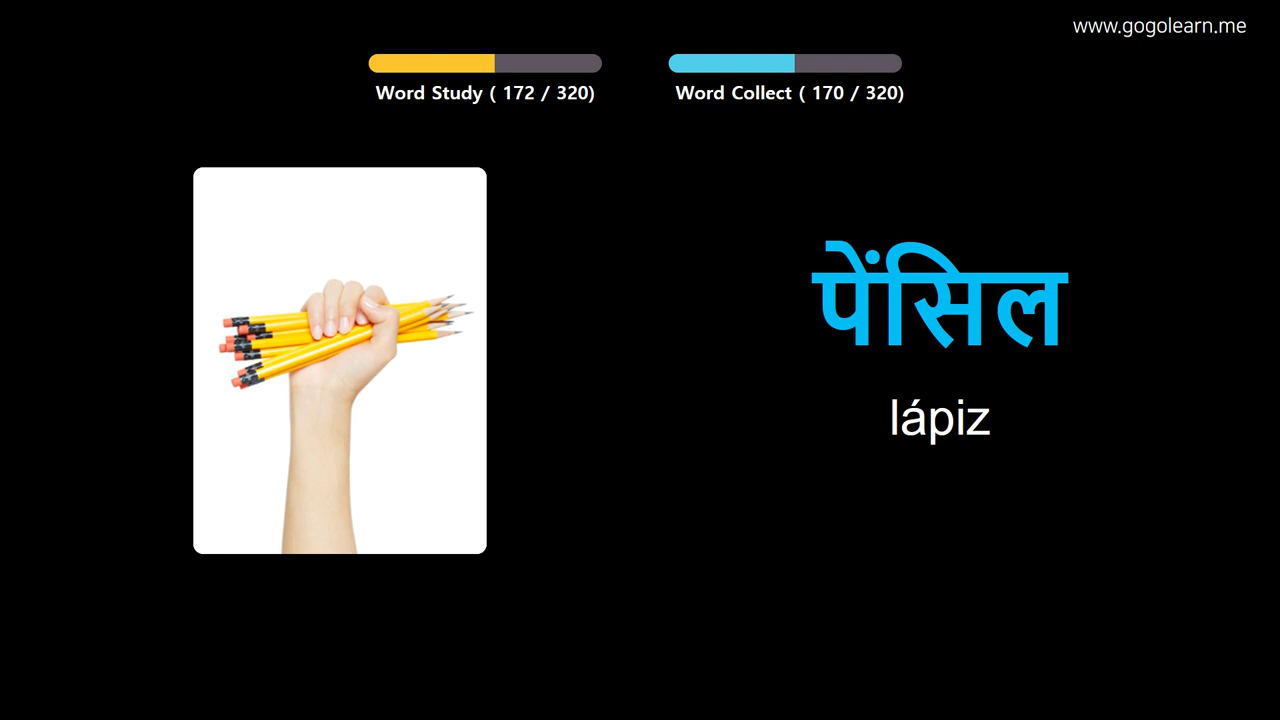 www.gogolearn.me
Word Study ( 172 / 320)
Word Collect ( 170 / 320)
पेंसिल
lápiz